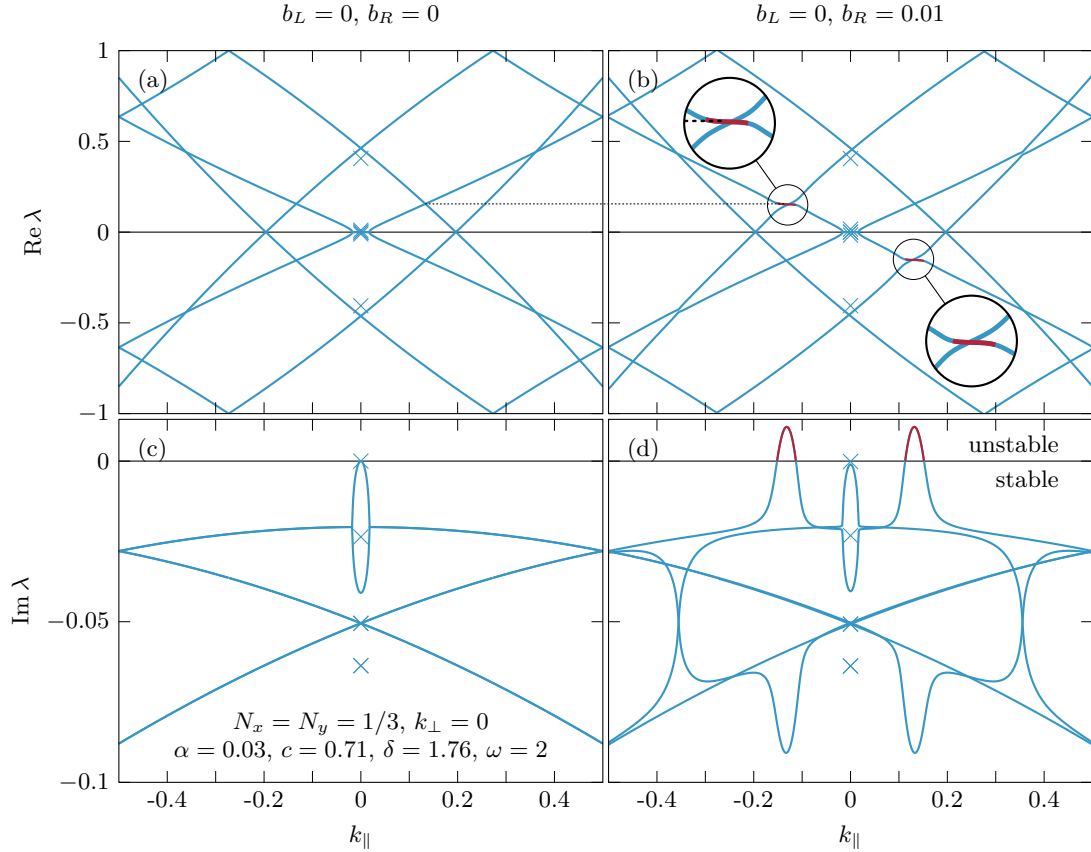 b_L = 0, b_R = 0
b_L = 0, b_R = 0.01
Re λ
1
0.5
0
−0.5
−1
(a)
(b)
Im λ
0
−0.05
−0.1
(c)
(d)
unstable
stable
N_x = N_y = 1/3, k_⊥ = 0
α = 0.03, c = 0.71, δ = 1.76, ω = 2
-0.4 -0.2 0 0.2 0.4
-0.4 -0.2 0 0.2 0.4
k_∥
k_∥